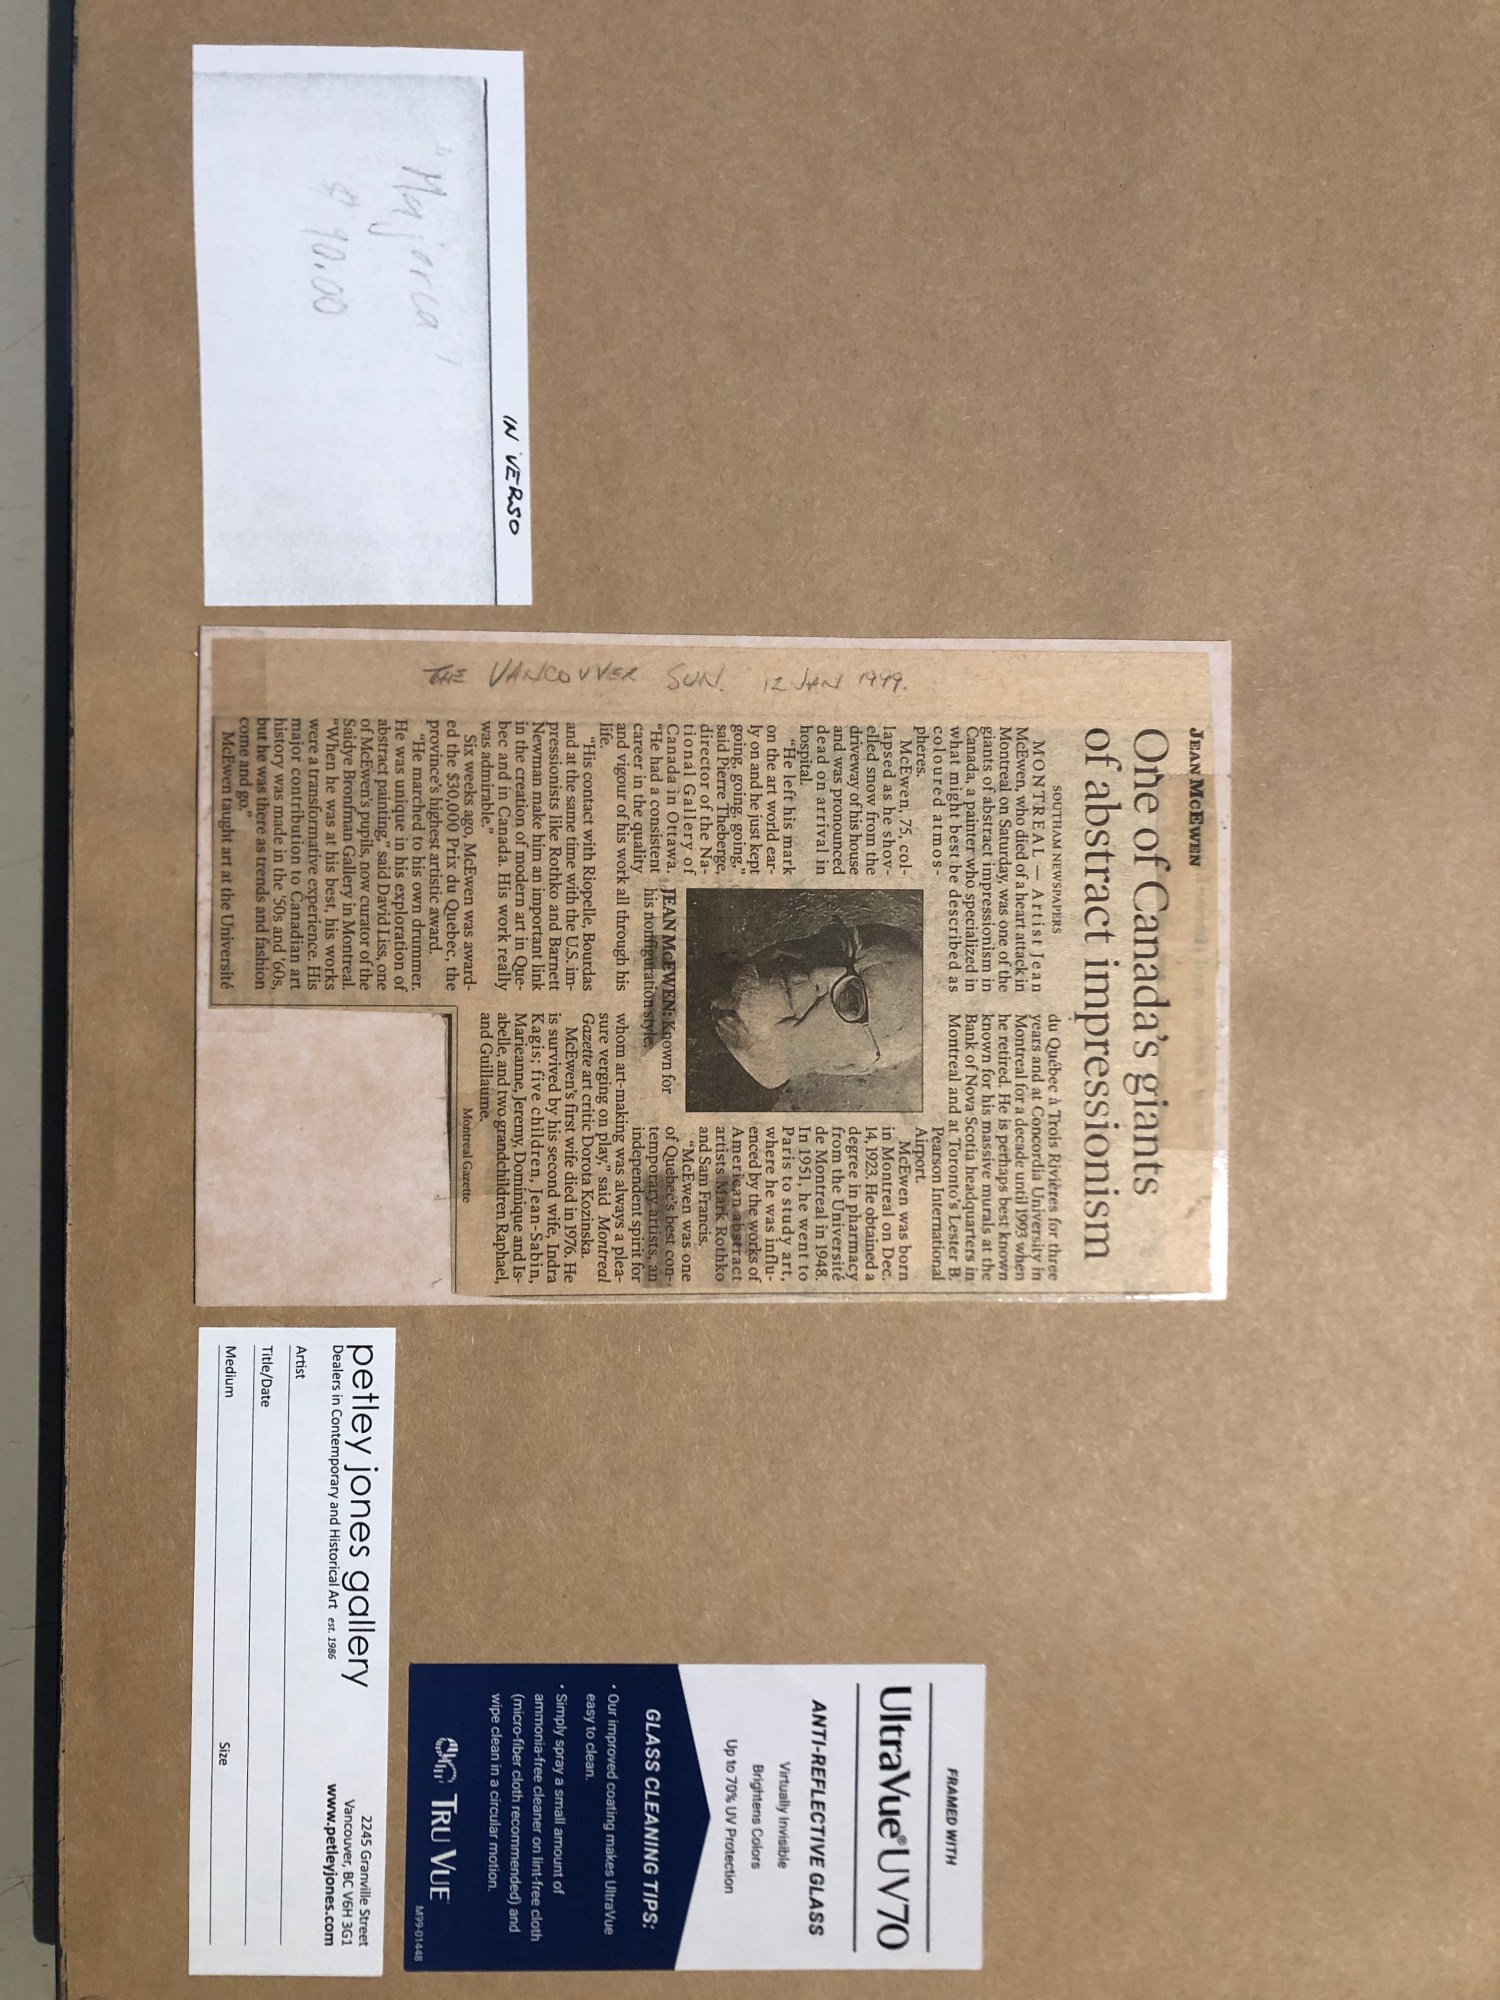 IN VERSO
"Majorca"
$ 90.00
THE VANCOUVER SUN. 12 JAN 1999.
JEAN MCEWEN
One of Canada's giants
of abstract impressionism
SOUTHAM NEWSPAPERS
MONTREAL — Artist Jean
McEwen, who died of a heart attack in
Montreal on Saturday, was one of the
giants of abstract impressionism in
Canada, a painter who specialized in
what might best be described as
coloured atmos-
pheres.
McEwen, 75, col-
lapsed as he shov-
elled snow from the
driveway of his house
and was pronounced
dead on arrival in
hospital.
"He left his mark
on the art world ear-
ly on and he just kept
going, going, going,"
said Pierre Theberge,
director of the Na-
tional Gallery of
Canada in Ottawa.
"He had a consistent
career in the quality
and vigour of his work all through his
life.
"His contact with Riopelle, Bourdas
and at the same time with the U.S. im-
pressionists like Rothko and Barnett
Newman make him an important link
in the creation of modern art in Que-
bec and in Canada. His work really
was admirable."
Six weeks ago, McEwen was award-
ed the $30,000 Prix du Quebec, the
province's highest artistic award.
"He marched to his own drummer.
He was unique in his exploration of
abstract painting," said David Liss, one
of McEwen's pupils, now curator of the
Saidye Bronfman Gallery in Montreal.
"When he was at his best, his works
were a transformative experience. His
major contribution to Canadian art
history was made in the '50s and '60s,
but he was there as trends and fashion
come and go."
McEwen taught art at the Université
JEAN McEWEN: Known for
his nonfiguration style.
du Québec à Trois Rivières for three
years and at Concordia University in
Montreal for a decade until 1993 when
he retired. He is perhaps best known
known for his massive murals at the
Bank of Nova Scotia headquarters in
Montreal and at Toronto's Lester B.
Pearson International
Airport.
McEwen was born
in Montreal on Dec.
14, 1923. He obtained a
degree in pharmacy
from the Université
de Montreal in 1948.
In 1951, he went to
Paris to study art,
where he was influ-
enced by the works of
American abstract
artists Mark Rothko
and Sam Francis.
"McEwen was one
of Quebec's best con-
temporary artists, an
independent spirit for
whom art-making was always a plea-
sure verging on play," said Montreal
Gazette art critic Dorota Kozinska.
McEwen's first wife died in 1976. He
is survived by his second wife, Indra
Kagis; five children, Jean-Sabin,
Marieanne, Jeremy, Dominique and Is-
abelle, and two grandchildren Raphael,
and Guillaume.
Montreal Gazette
petley jones gallery
Dealers in Contemporary and Historical Art est. 1986
2245 Granville Street
Vancouver, BC V6H 3G1
www.petleyjones.com
Artist
Title/Date
Medium
Size
FRAMED WITH
UltraVue® UV70
ANTI-REFLECTIVE GLASS
Virtually Invisible
Brightens Colors
Up to 70% UV Protection
GLASS CLEANING TIPS:
• Our improved coating makes UltraVue
easy to clean.
• Simply spray a small amount of
ammonia-free cleaner on lint-free cloth
(micro-fiber cloth recommended) and
wipe clean in a circular motion.
TRU VUE
M99-01448